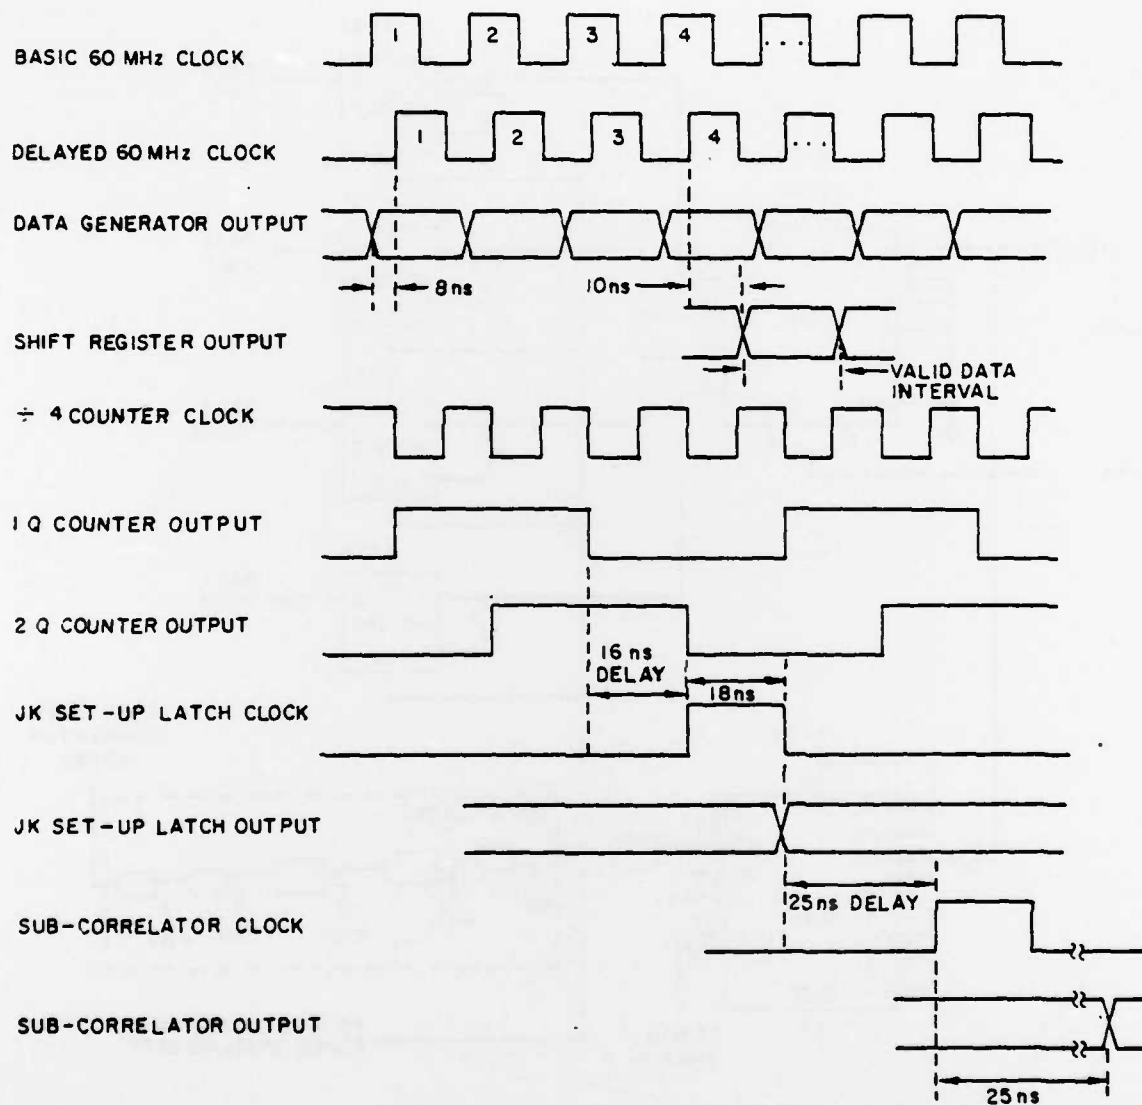 1 2 3 4 ...
BASIC 60 MHz CLOCK
1 2 3 4 ...
DELAYED 60 MHz CLOCK
DATA GENERATOR OUTPUT
8ns
10ns
SHIFT REGISTER OUTPUT
VALID DATA
INTERVAL
÷ 4 COUNTER CLOCK
1 Q COUNTER OUTPUT
2 Q COUNTER OUTPUT
16 ns
DELAY
18ns
JK SET-UP LATCH CLOCK
JK SET-UP LATCH OUTPUT
25ns DELAY
SUB-CORRELATOR CLOCK
SUB-CORRELATOR OUTPUT
25ns